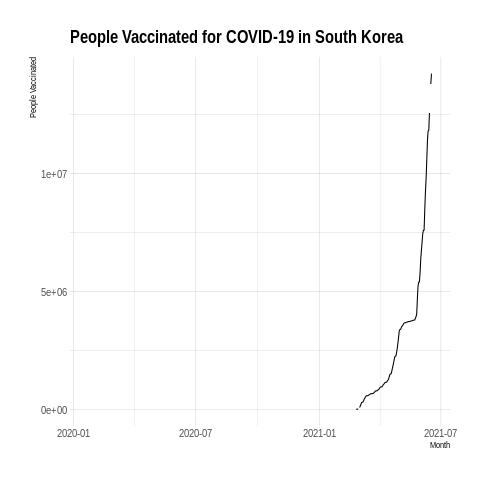 People Vaccinated for COVID-19 in South Korea
People Vaccinated
1e+07
5e+06
0e+00
2020-01
2020-07
2021-01
2021-07
Month